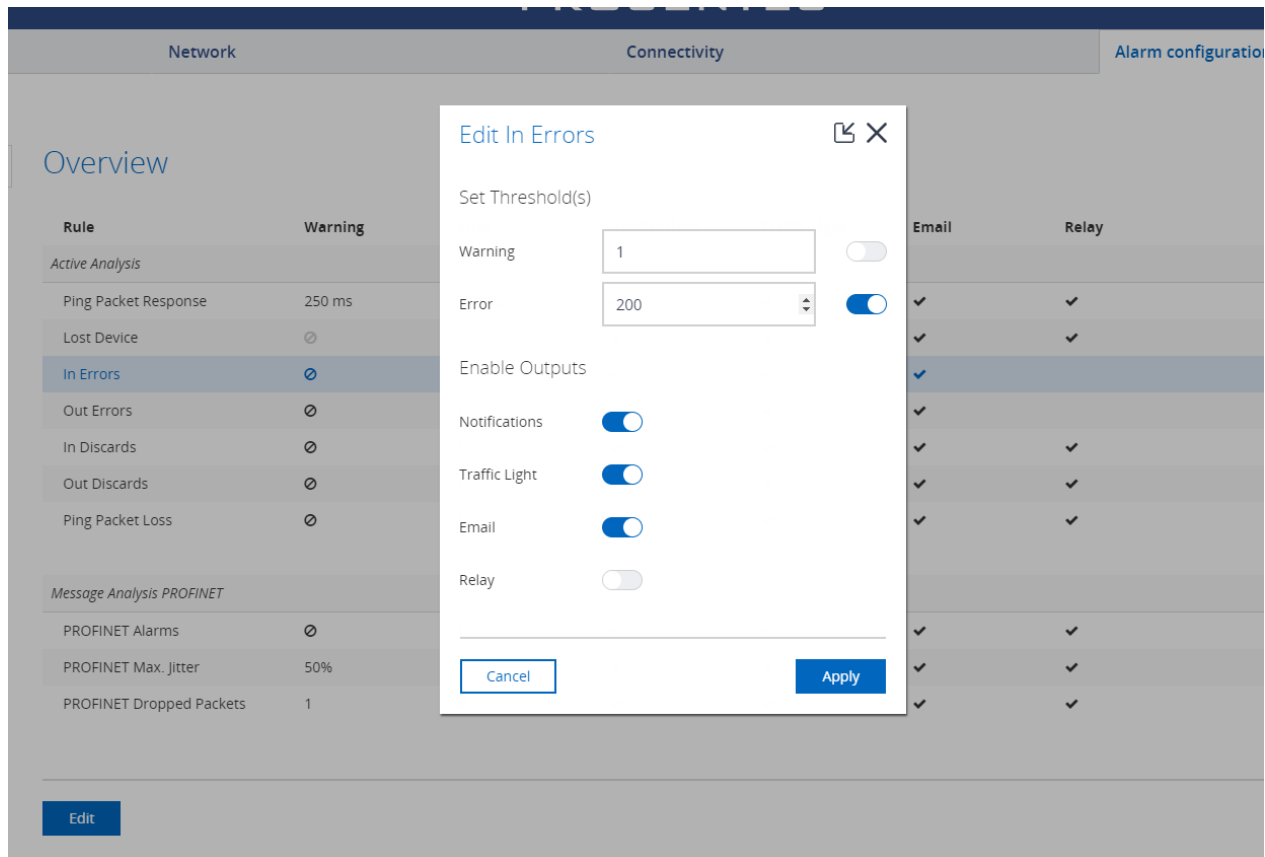 Network Connectivity Alarm configuration
Overview
Rule Warning Email Relay
Active Analysis
Ping Packet Response 250 ms
Lost Device
In Errors
Out Errors
In Discards
Out Discards
Ping Packet Loss
Message Analysis PROFINET
PROFINET Alarms
PROFINET Max. Jitter 50%
PROFINET Dropped Packets 1
Edit
Edit In Errors
Set Threshold(s)
Warning 1
Error 200
Enable Outputs
Notifications
Traffic Light
Email
Relay
Cancel Apply